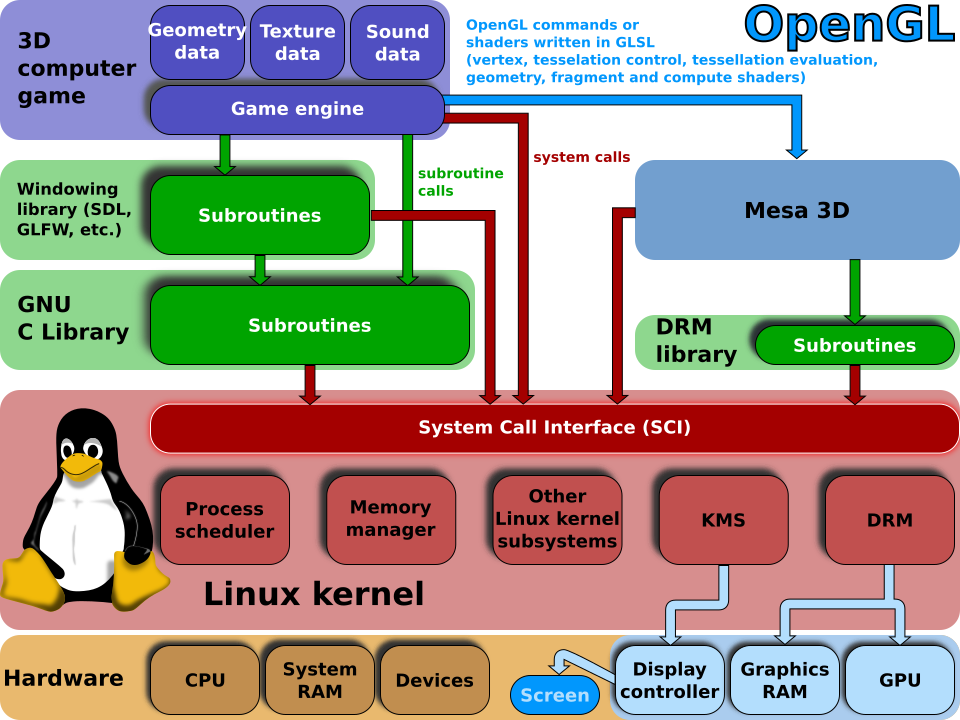 3D
computer
game
Geometry
data
Texture
data
Sound
data
Game engine
OpenGL commands or
shaders written in GLSL
(vertex, tesselation control, tessellation evaluation,
geometry, fragment and compute shaders)
OpenGL
system calls
subroutine
calls
Windowing
library (SDL,
GLFW, etc.)
Subroutines
Mesa 3D
GNU
C Library
Subroutines
DRM
library
Subroutines
System Call Interface (SCI)
Process
scheduler
Memory
manager
Other
Linux kernel
subsystems
KMS
DRM
Linux kernel
Hardware
CPU
System
RAM
Devices
Screen
Display
controller
Graphics
RAM
GPU